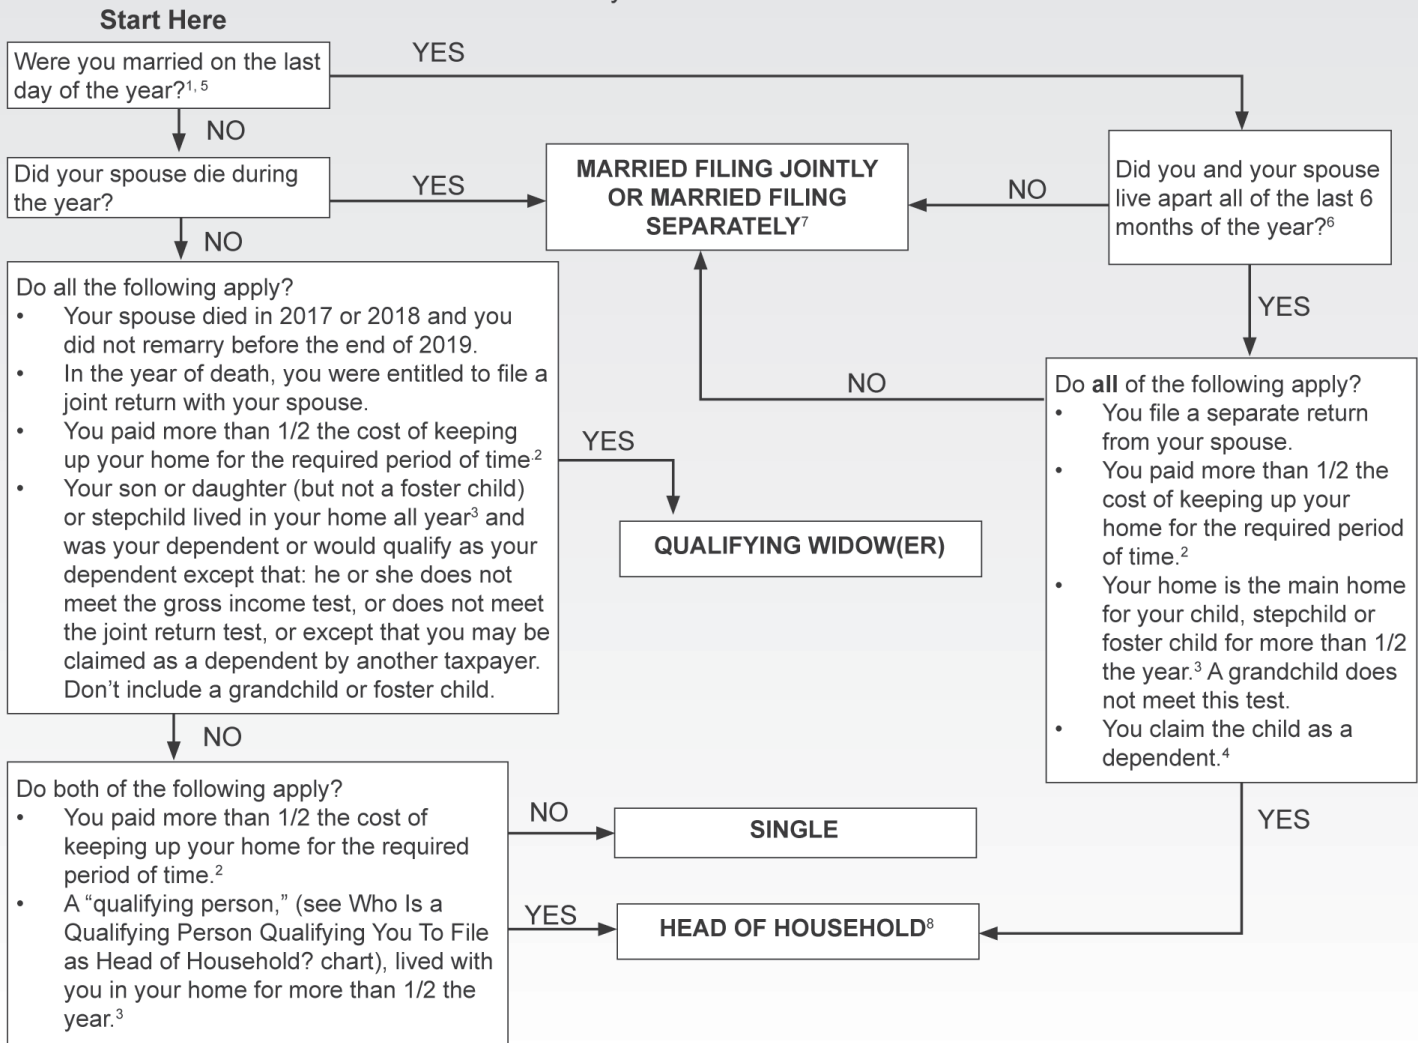 Start Here
Were you married on the last
day of the year?1, 5
YES
NO
Did your spouse die during
the year?
YES
MARRIED FILING JOINTLY
OR MARRIED FILING
SEPARATELY7
NO
Did you and your spouse
live apart all of the last 6
months of the year?6
NO
YES
Do all the following apply?
• Your spouse died in 2017 or 2018 and you
did not remarry before the end of 2019.
• In the year of death, you were entitled to file a
joint return with your spouse.
• You paid more than 1/2 the cost of keeping
up your home for the required period of time.2
• Your son or daughter (but not a foster child)
or stepchild lived in your home all year3 and
was your dependent or would qualify as your
dependent except that: he or she does not
meet the gross income test, or does not meet
the joint return test, or except that you may be
claimed as a dependent by another taxpayer.
Don’t include a grandchild or foster child.
YES
QUALIFYING WIDOW(ER)
NO
Do all of the following apply?
• You file a separate return
from your spouse.
• You paid more than 1/2 the
cost of keeping up your
home for the required period
of time.2
• Your home is the main home
for your child, stepchild or
foster child for more than 1/2
the year.3 A grandchild does
not meet this test.
• You claim the child as a
dependent.4
YES
NO
Do both of the following apply?
• You paid more than 1/2 the cost of
keeping up your home for the required
period of time.2
• A “qualifying person,” (see Who Is a
Qualifying Person Qualifying You To File
as Head of Household? chart), lived with
you in your home for more than 1/2 the
year.3
NO
SINGLE
YES
HEAD OF HOUSEHOLD8